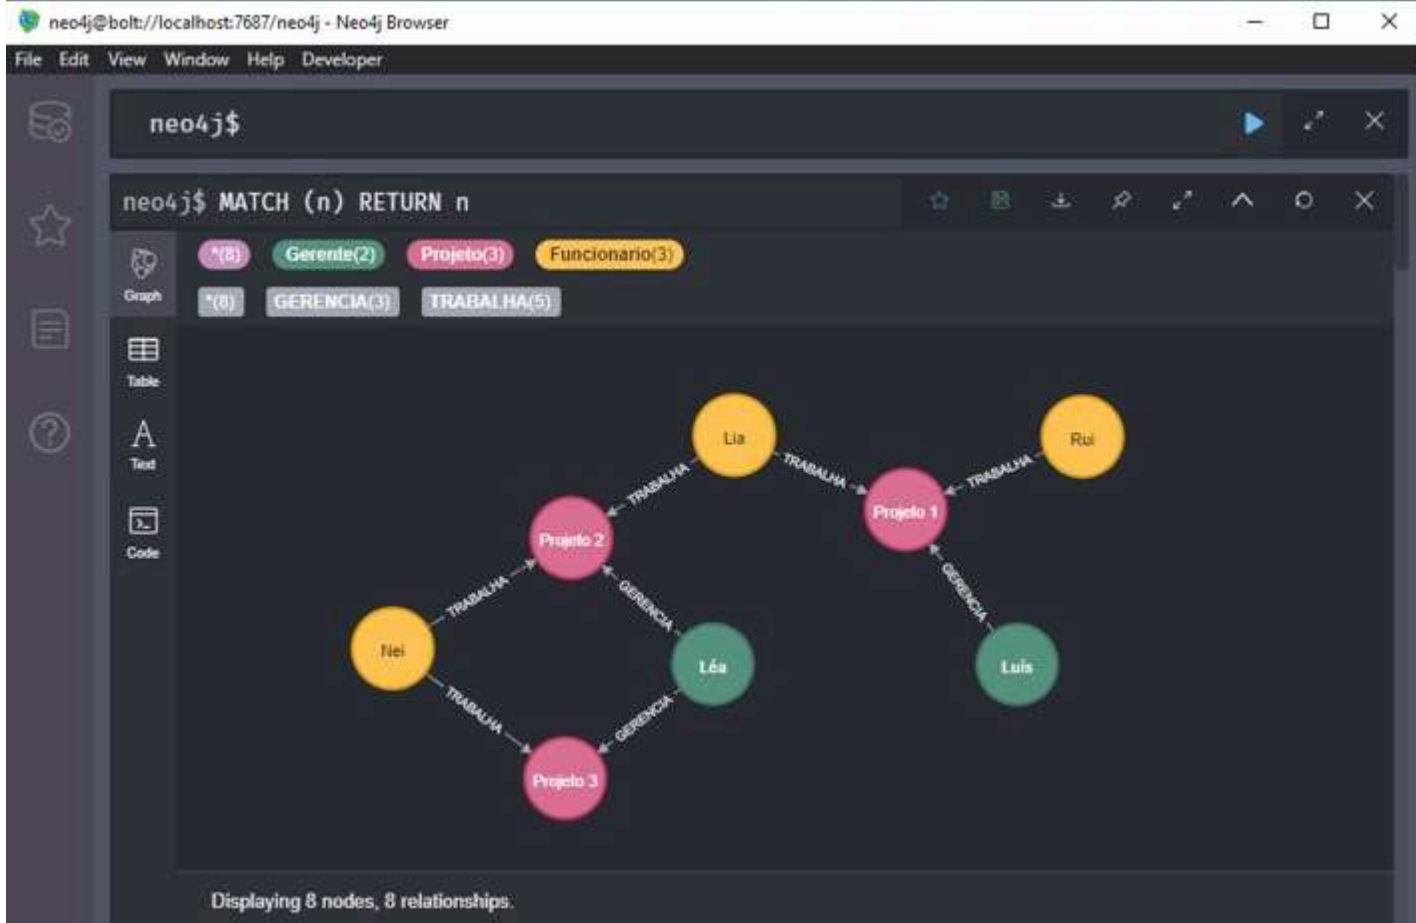 neo4j@bolt://localhost:7687/neo4j - Neo4j Browser
File Edit View Window Help Developer
neo4j$
neo4j$ MATCH (n) RETURN n
*(8) Gerente(2) Projeto(3) Funcionario(3)
*(8) GERENCIA(3) TRABALHA(5)
Graph
Table
Text
Code
Lia
Rui
TRABALHA
TRABALHA
TRABALHA
Projeto 1
Projeto 2
TRABALHA
GERENCIA
GERENCIA
Nei
Léa
Luís
TRABALHA
GERENCIA
Projeto 3
Displaying 8 nodes, 8 relationships.